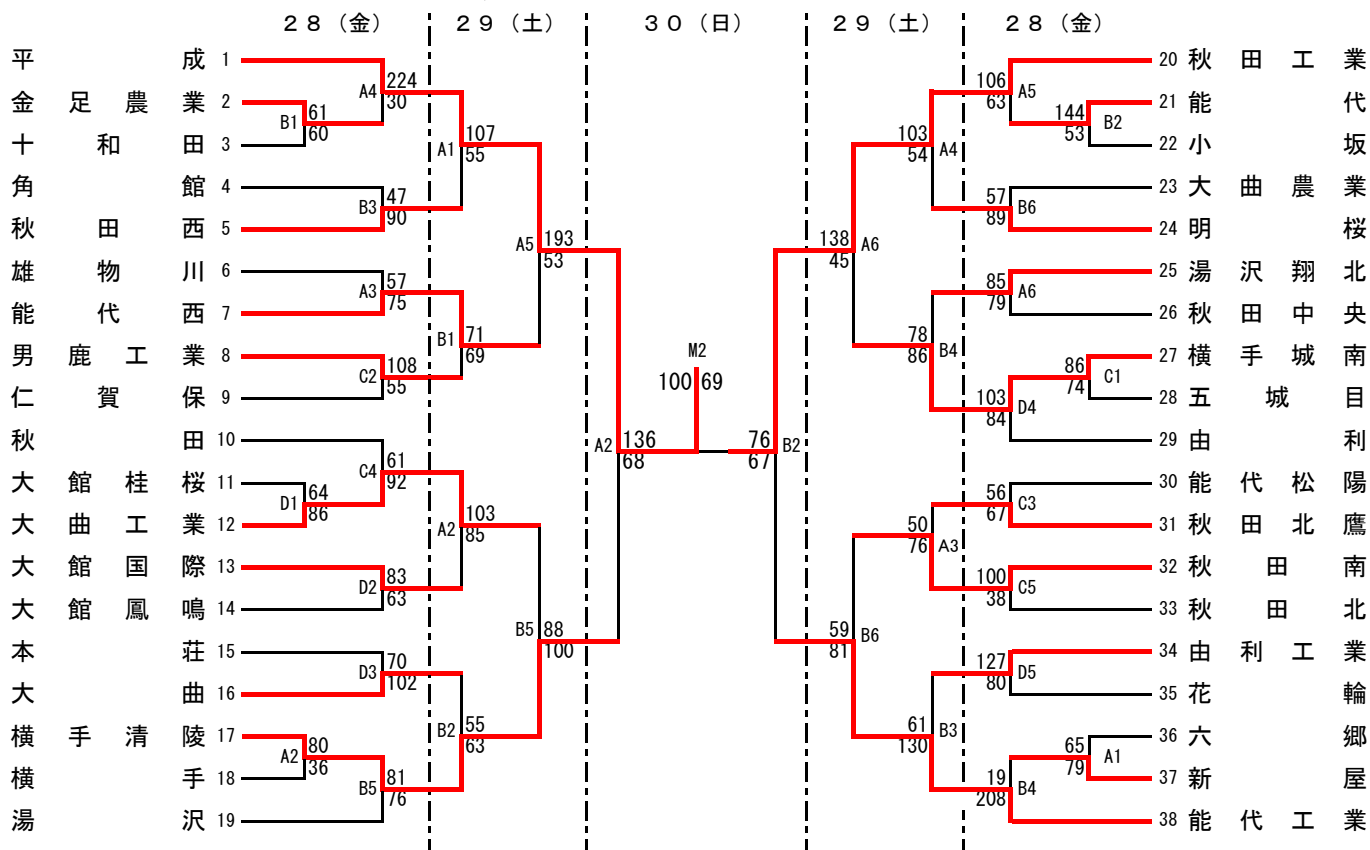 ２８（金） ２９（土） ３０（日） ２９（土） ２８（金）
平成 1
金足農業 2
十和田 3
角館 4
秋田西 5
雄物川 6
能代西 7
男鹿工業 8
仁賀保 9
秋田 10
大館桂桜 11
大曲工業 12
大館国際 13
大館鳳鳴 14
本荘 15
大曲 16
横手清陵 17
横手 18
湯沢 19
B1 61 60
D1 64 86
A2 80 36
A4 224 30
B3 47 90
A3 57 75
C2 108 55
C4 61 92
D2 83 63
D3 70 102
B5 81 76
A1 107 55
B1 71 69
A2 103 85
B2 55 63
A5 193 53
B5 88 100
A2 136 68
M2
100 69
76 67 B2
138 45 A6
59 81 B6
103 54 A4
78 86 B4
50 76 A3
61 130 B3
106 63 A5
57 89 B6
85 79 A6
103 84 D4
56 67 C3
100 38 C5
127 80 D5
19 208 B4
144 53 B2
86 74 C1
65 79 A1
20 秋田工業
21 能代
22 小坂
23 大曲農業
24 明桜
25 湯沢翔北
26 秋田中央
27 横手城南
28 五城目
29 由利
30 能代松陽
31 秋田北鷹
32 秋田南
33 秋田北
34 由利工業
35 花輪
36 六郷
37 新屋
38 能代工業